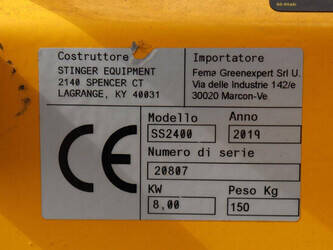 Costruttore
STINGER EQUIPMENT
2140 SPENCER CT
LAGRANGE, KY 40031
Importatore
Fema Greenexpert Srl U.
Via delle Industrie 142/e
30020 Marcon-Ve
Modello Anno
SS2400 2019
Numero di serie
20807
KW Peso Kg
8,00 150
CE